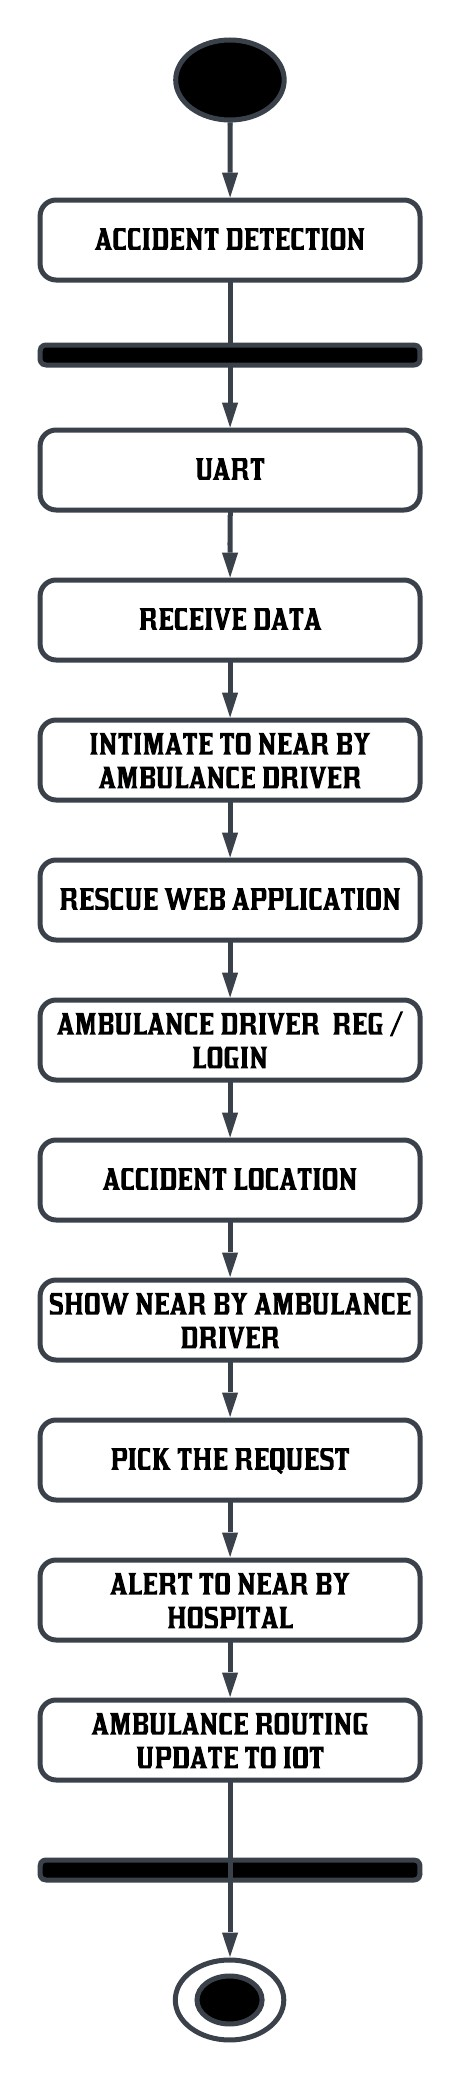 ACCIDENT DETECTION
UART
RECEIVE DATA
INTIMATE TO NEAR BY
AMBULANCE DRIVER
RESCUE WEB APPLICATION
AMBULANCE DRIVER  REG /
LOGIN
ACCIDENT LOCATION
SHOW NEAR BY AMBULANCE
DRIVER
PICK THE REQUEST
ALERT TO NEAR BY
HOSPITAL
AMBULANCE ROUTING
UPDATE TO IOT